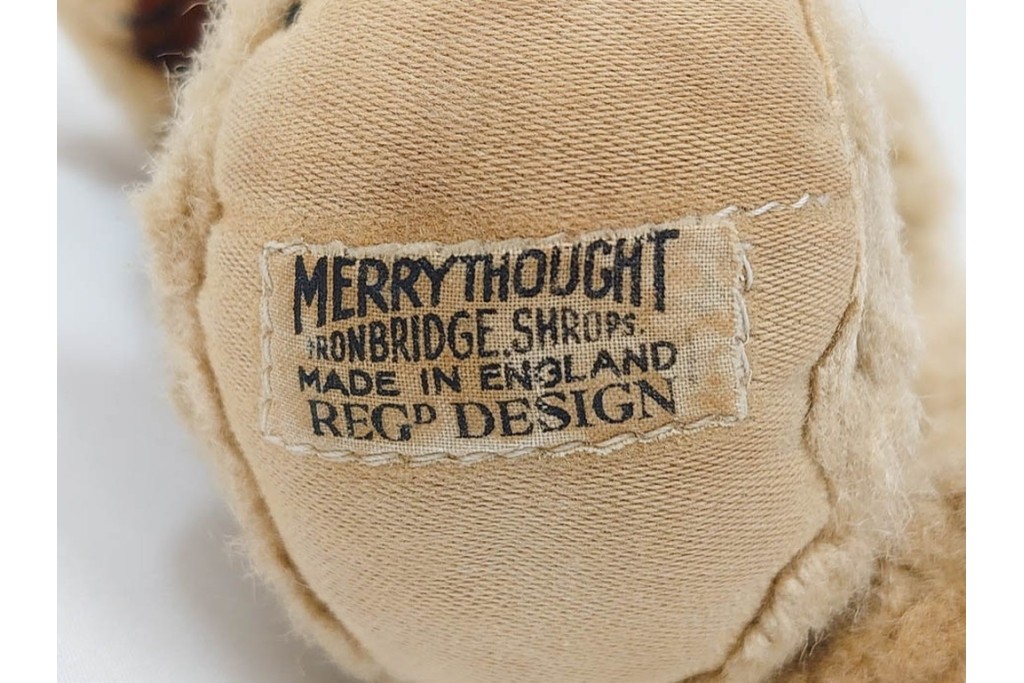 MERRYTHOUGHT
IRONBRIDGE. SHROPS.
MADE IN ENGLAND
REGD DESIGN